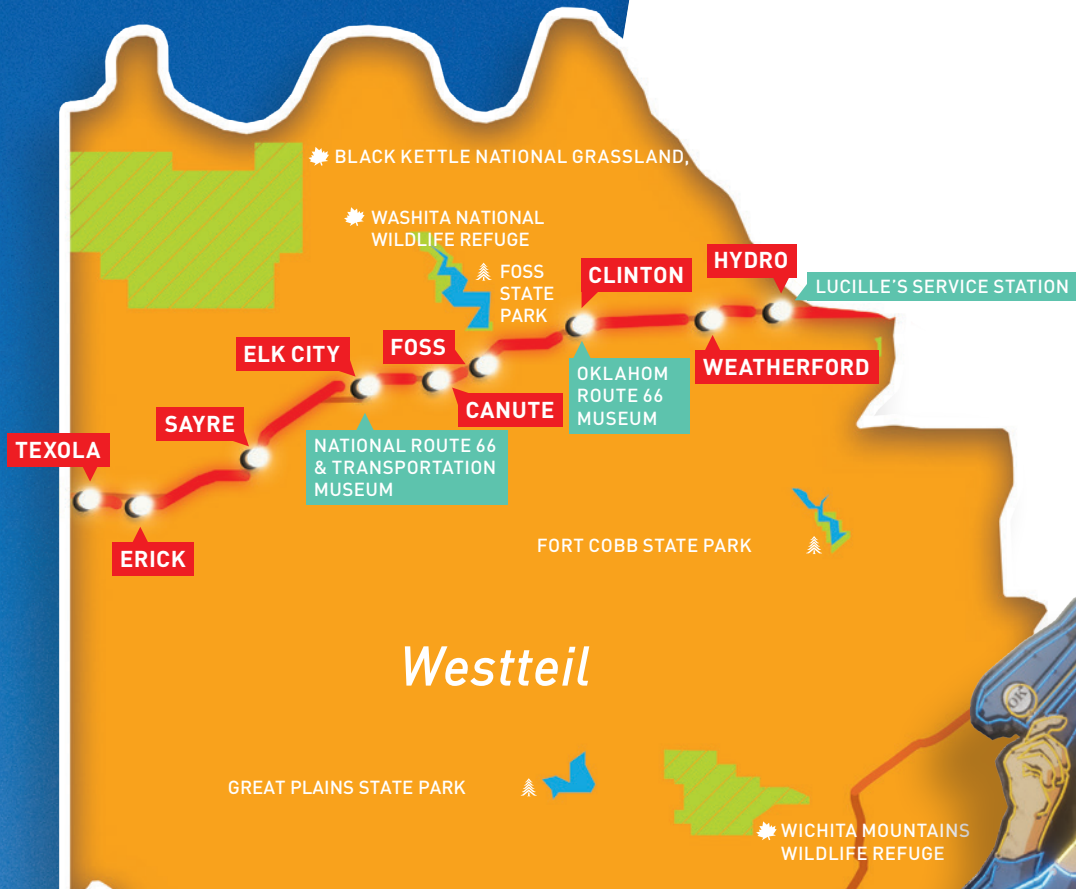 BLACK KETTLE NATIONAL GRASSLAND,
WASHITA NATIONAL
WILDLIFE REFUGE
FOSS
STATE
PARK
CLINTON
HYDRO
LUCILLE'S SERVICE STATION
ELK CITY
FOSS
WEATHERFORD
OKLAHOM
ROUTE 66
MUSEUM
SAYRE
CANUTE
TEXOLA
NATIONAL ROUTE 66
& TRANSPORTATION
MUSEUM
ERICK
FORT COBB STATE PARK
Westteil
OK
GREAT PLAINS STATE PARK
WICHITA MOUNTAINS
WILDLIFE REFUGE